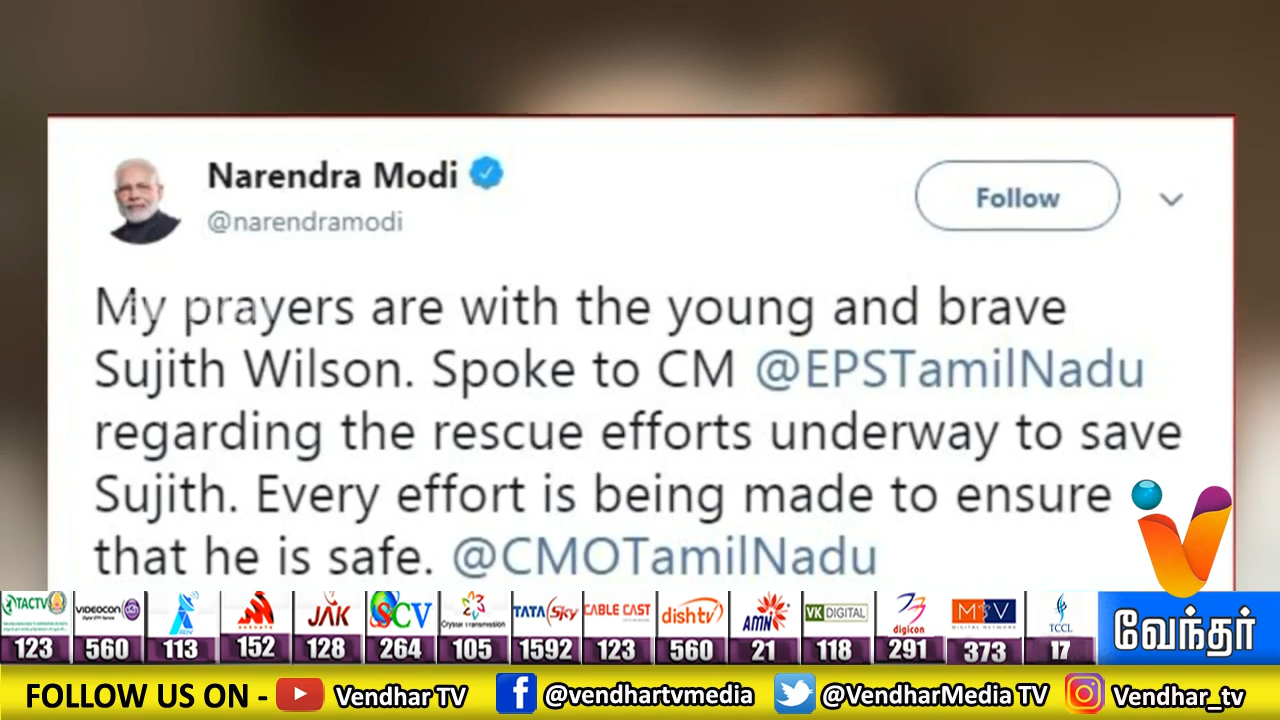 Narendra Modi
@narendramodi
Follow
My prayers are with the young and brave
Sujith Wilson. Spoke to CM @EPSTamilNadu
regarding the rescue efforts underway to save
Sujith. Every effort is being made to ensure
that he is safe. @CMOTamilNadu
TACTV VIDEOCON JAK SCV TATA Sky CABLE CAST dishtv AMN VK DIGITAL digicon M V TCCL
DIGITAL NETWORK
123 560 113 152 128 264 105 1592 123 560 21 118 291 373 17
வேந்தர்
FOLLOW US ON - Vendhar TV @vendhartvmedia @VendharMedia TV Vendhar_tv